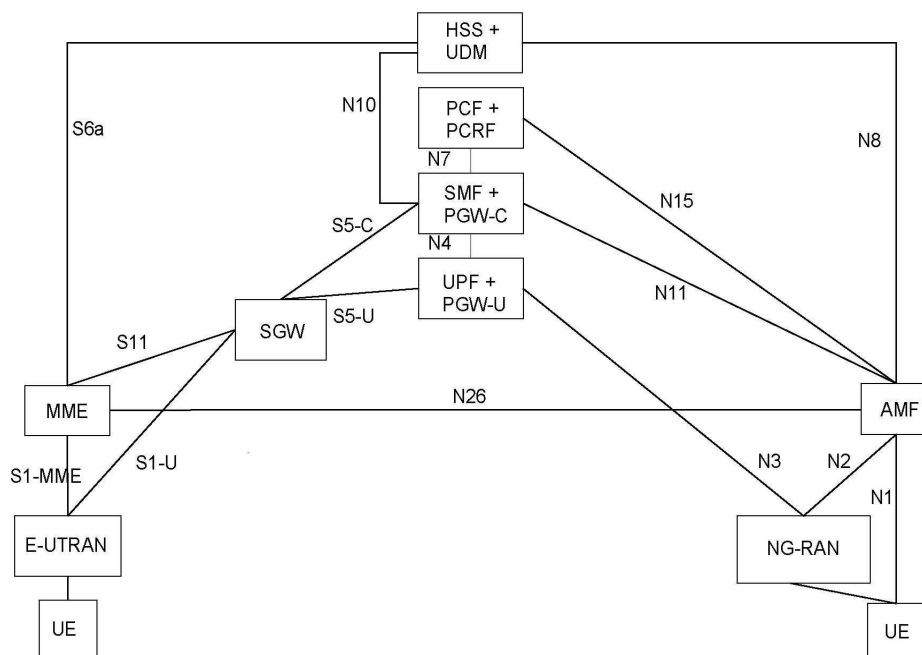 HSS +
UDM
N10
PCF +
PCRF
S6a
N8
N7
SMF +
PGW-C
N15
S5-C
N4
UPF +
PGW-U
N11
S5-U
SGW
S11
MME
N26
AMF
S1-U
S1-MME
N3
N2
N1
E-UTRAN
NG-RAN
UE
UE